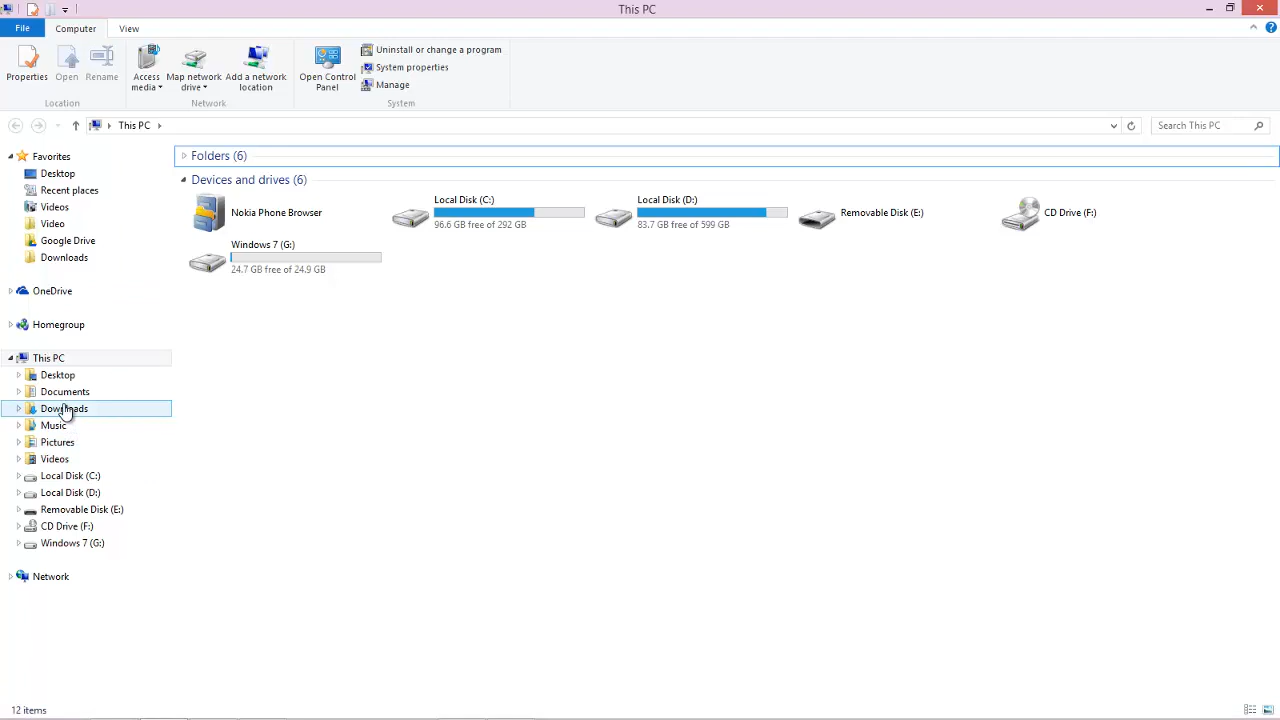 This PC
File Computer View
Properties Open Rename Access media Map network drive Add a network location Open Control Panel Uninstall or change a program
System properties
Manage
Location Network System
This PC Search This PC
Favorites
Desktop
Recent places
Videos
Video
Google Drive
Downloads
OneDrive
Homegroup
This PC
Desktop
Documents
Downloads
Music
Pictures
Videos
Local Disk (C:)
Local Disk (D:)
Removable Disk (E:)
CD Drive (F:)
Windows 7 (G:)
Network
Folders (6)
Devices and drives (6)
Nokia Phone Browser
Local Disk (C:)
96.6 GB free of 292 GB
Local Disk (D:)
83.7 GB free of 599 GB
Removable Disk (E:)
CD Drive (F:)
Windows 7 (G:)
24.7 GB free of 24.9 GB
12 items